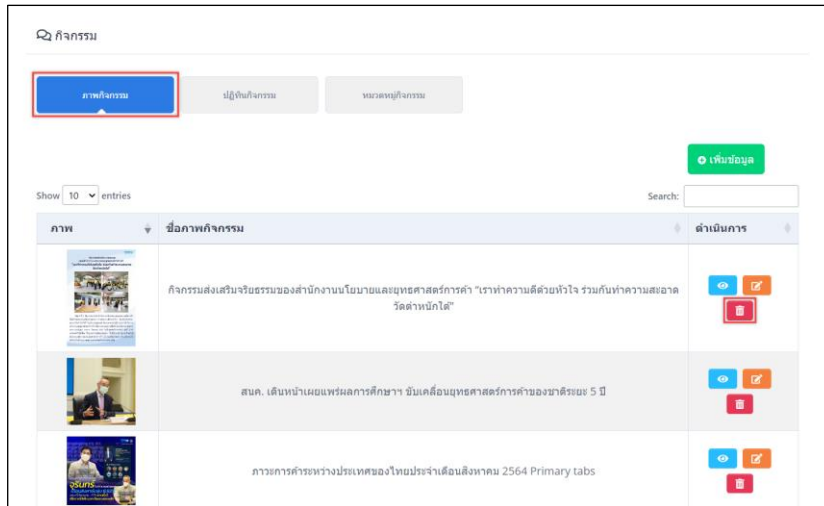 กิจกรรม
ภาพกิจกรรม ปฏิทินกิจกรรม หมวดหมู่กิจกรรม
เพิ่มข้อมูล
Show 10 entries Search:
ภาพ ชื่อภาพกิจกรรม ดำเนินการ
กิจกรรมส่งเสริมจริยธรรมของสำนักงานนโยบายและยุทธศาสตร์การค้า "เราทำความดีด้วยหัวใจ ร่วมกันทำความสะอาด
วัดตำหนักใต้"
สนค. เดินหน้าเผยแพร่ผลการศึกษาฯ ขับเคลื่อนยุทธศาสตร์การค้าของชาติระยะ 5 ปี
ภาวะการค้าระหว่างประเทศของไทยประจำเดือนสิงหาคม 2564 Primary tabs
จุรินทร์